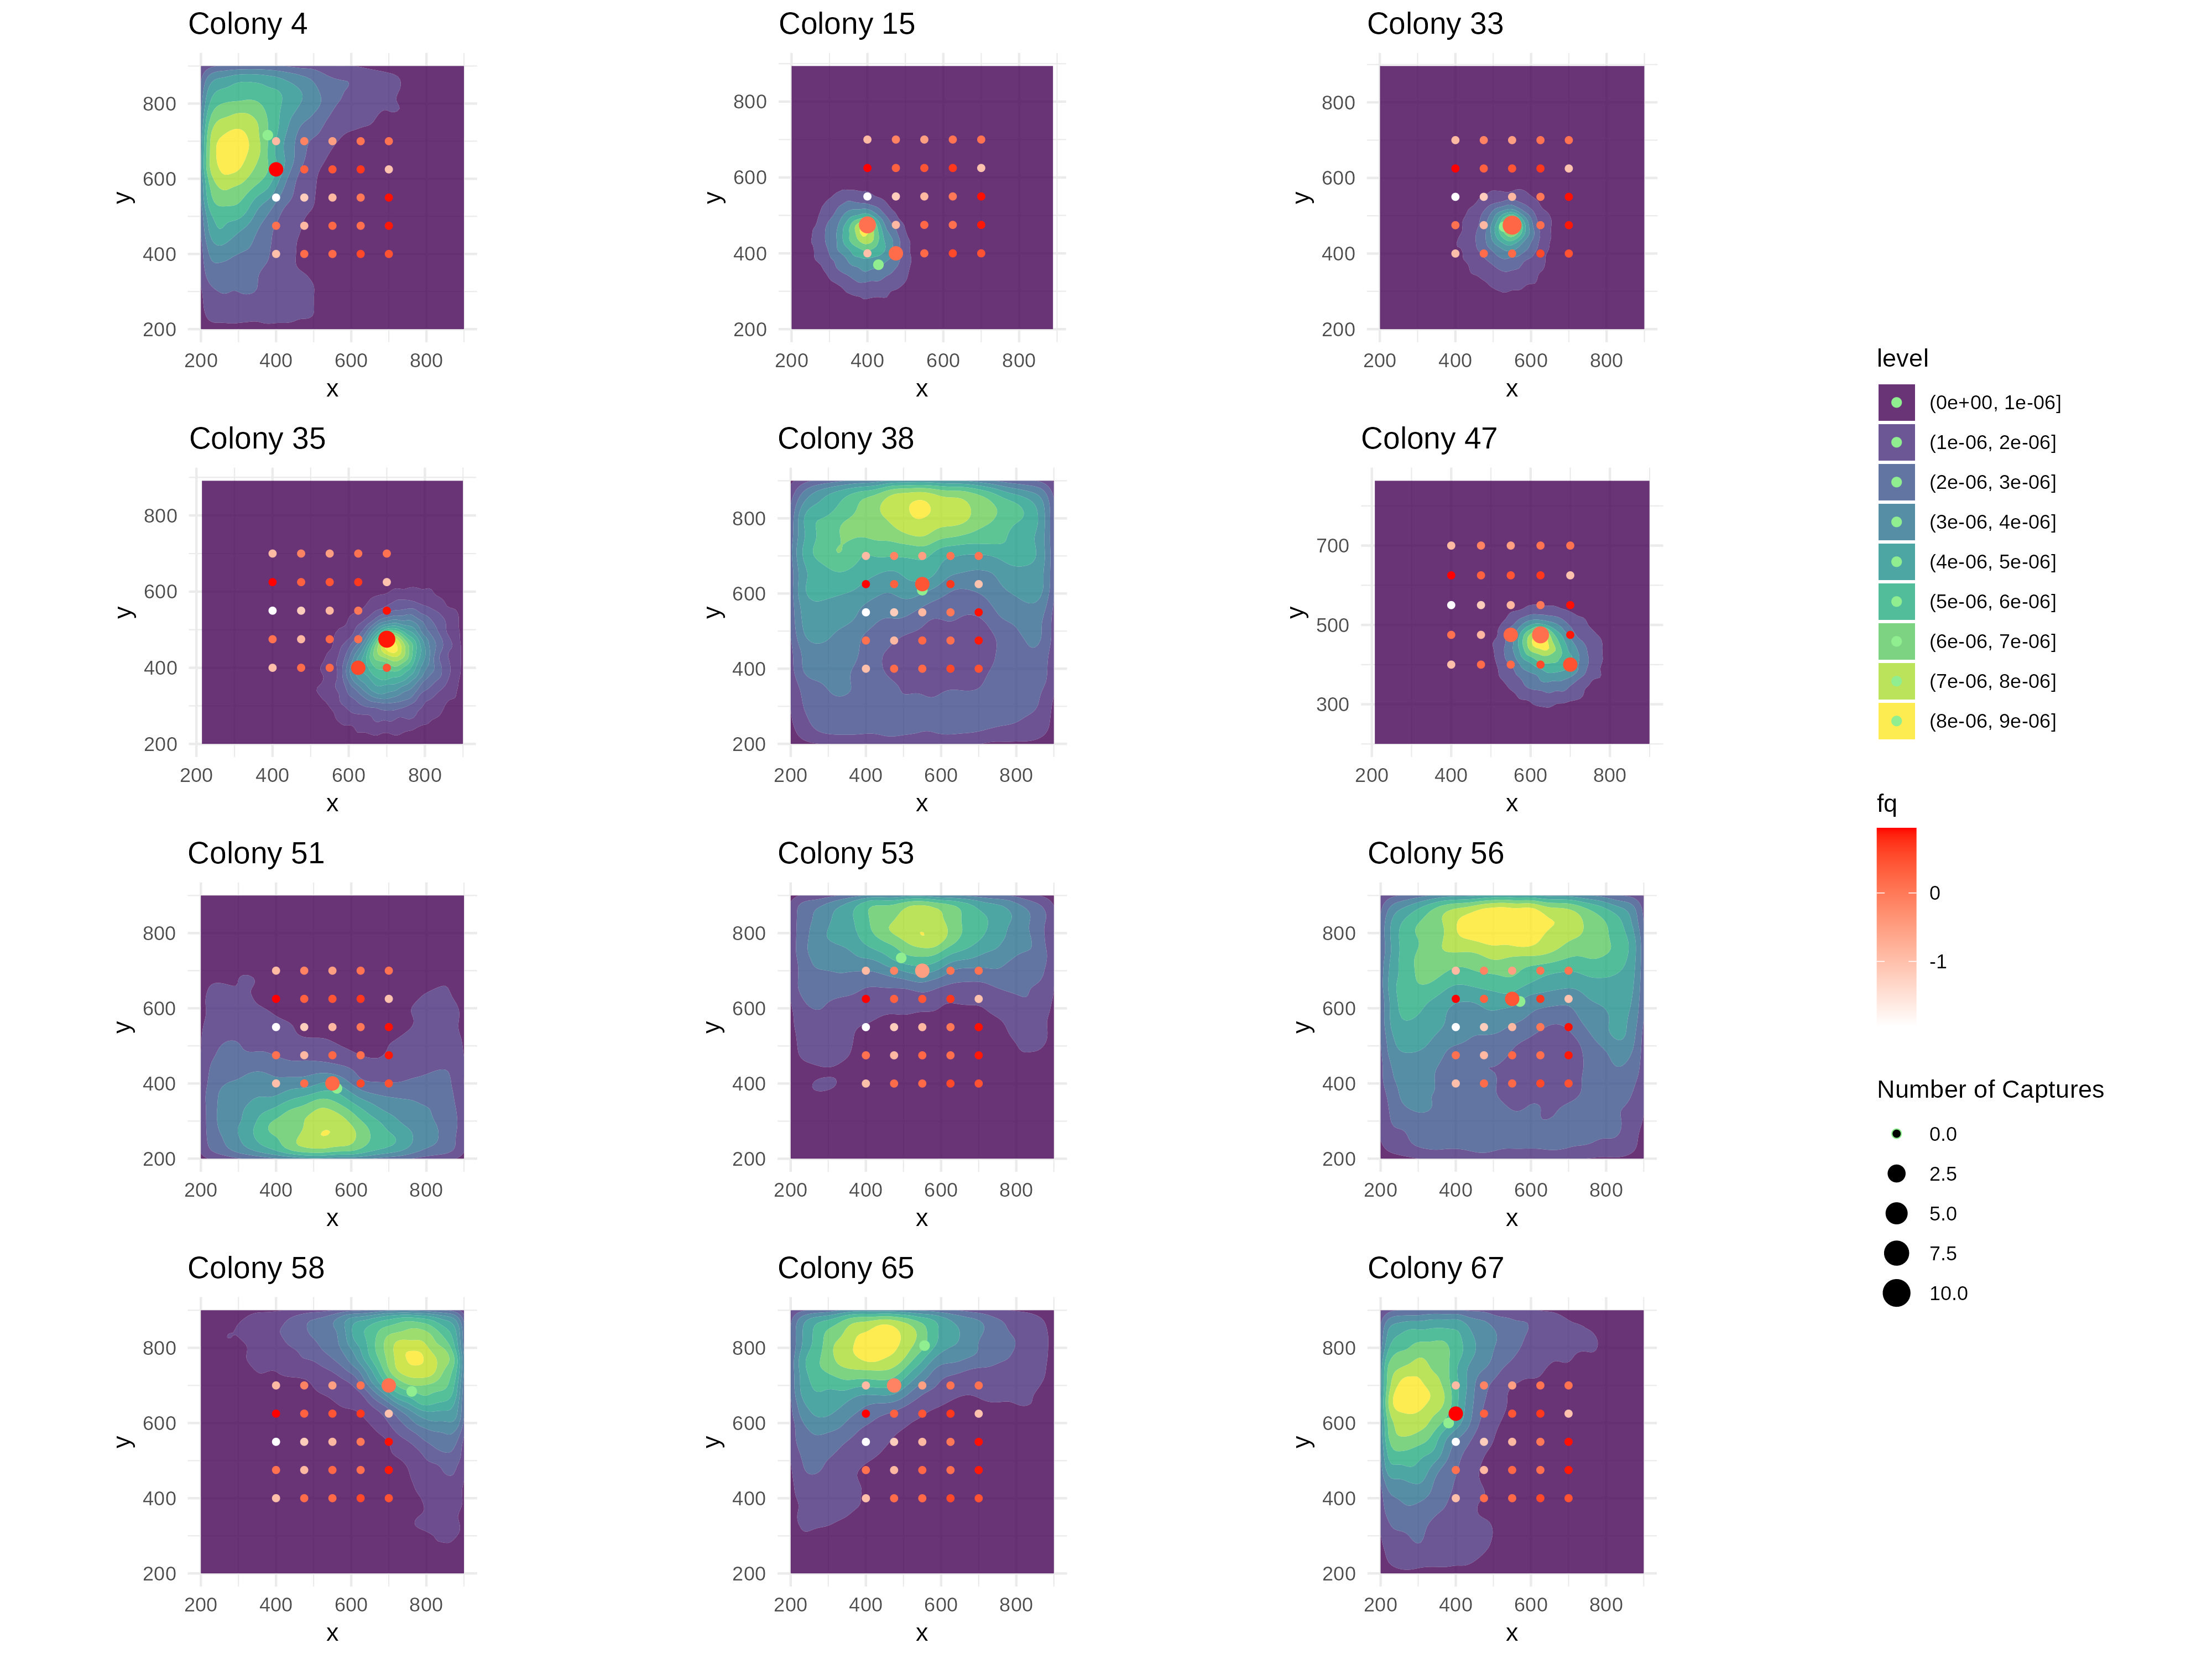 Colony 4
800
600
400
200
200 400 600 800
x
y
Colony 15
800
600
400
200
200 400 600 800
x
y
Colony 33
800
600
400
200
200 400 600 800
x
y
Colony 35
800
600
400
200
200 400 600 800
x
y
Colony 38
800
600
400
200
200 400 600 800
x
y
Colony 47
700
500
300
200 400 600 800
x
y
Colony 51
800
600
400
200
200 400 600 800
x
y
Colony 53
800
600
400
200
200 400 600 800
x
y
Colony 56
800
600
400
200
200 400 600 800
x
y
Colony 58
800
600
400
200
200 400 600 800
x
y
Colony 65
800
600
400
200
200 400 600 800
x
y
Colony 67
800
600
400
200
200 400 600 800
x
y
level
(0e+00, 1e-06]
(1e-06, 2e-06]
(2e-06, 3e-06]
(3e-06, 4e-06]
(4e-06, 5e-06]
(5e-06, 6e-06]
(6e-06, 7e-06]
(7e-06, 8e-06]
(8e-06, 9e-06]
fq
0
-1
Number of Captures
0.0
2.5
5.0
7.5
10.0